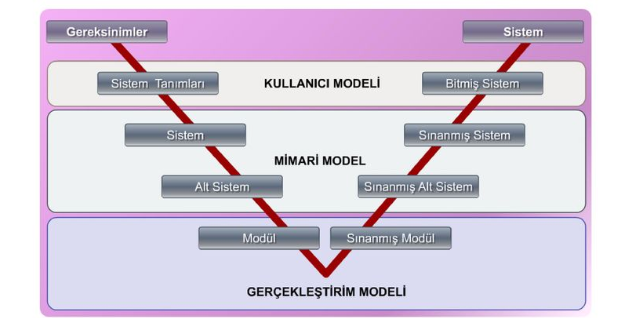 Gereksinimler
Sistem
Sistem Tanımları
KULLANICI MODELİ
Bitmiş Sistem
Sistem
Sınanmış Sistem
MİMARİ MODEL
Alt Sistem
Sınanmış Alt Sistem
Modül
Sınanmış Modül
GERÇEKLEŞTİRİM MODELİ